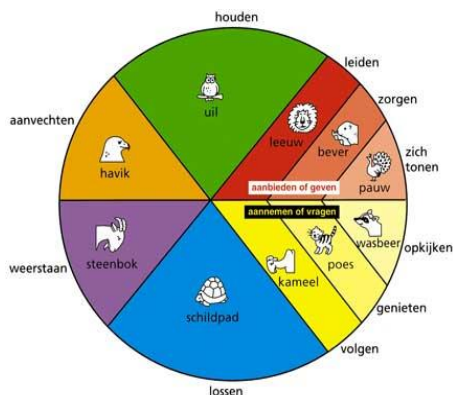 houden
leiden
zorgen
zich
tonen
opkijken
genieten
volgen
lossen
weerstaan
aanvechten
uil
leeuw
bever
pauw
aanbieden of geven
aannemen of vragen
wasbeer
poes
kameel
schildpad
steenbok
havik